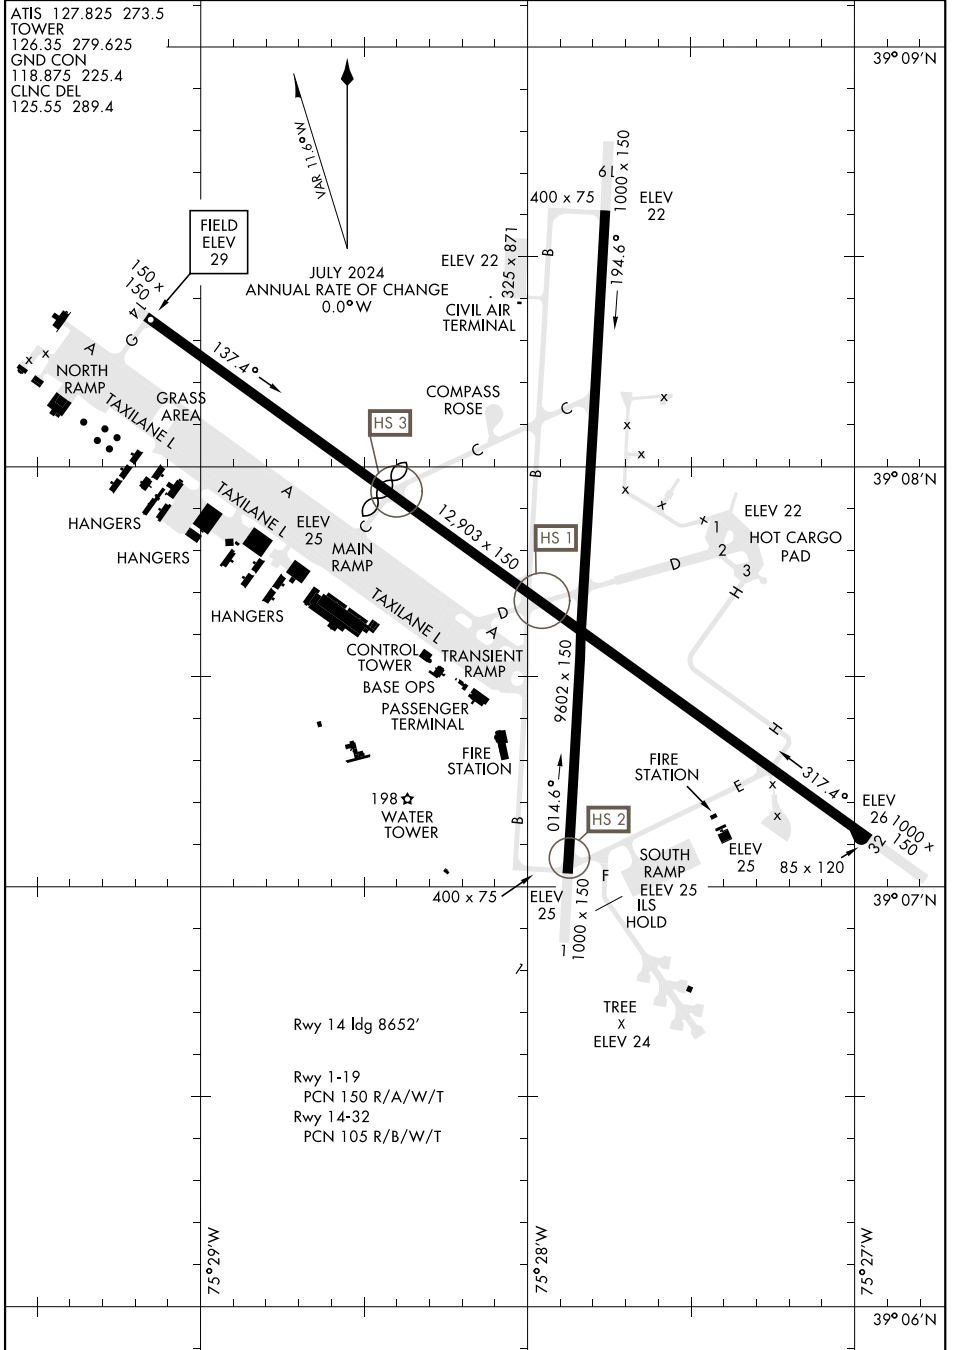 ATIS 127.825 273.5
TOWER
126.35 279.625
GND CON
118.875 225.4
CLNC DEL
125.55 289.4
39°09'N
VAR 11.6°W
JULY 2024
ANNUAL RATE OF CHANGE
0.0°W
FIELD
ELEV
29
150 x
150
14
G
A
137.4°
19
1000 x 150
400 x 75
ELEV
22
194.6°
B
325 x 871
ELEV 22
CIVIL AIR
TERMINAL
x
x
NORTH
RAMP
TAXILANE L
GRASS
AREA
COMPASS
ROSE
HS 3
C
C
x
x
x
39°08'N
B
A
C
12,903 x 150
x
x
x
HANGERS
HANGERS
HANGERS
TAXILANE L
ELEV
25
MAIN
RAMP
HS 1
ELEV 22
HOT CARGO
PAD
1
2
3
D
H
TAXILANE L
D
A
CONTROL
TOWER
TRANSIENT
RAMP
BASE OPS
PASSENGER
TERMINAL
FIRE
STATION
9602 x 150
014.6°
198
WATER
TOWER
B
H
FIRE
STATION
E
x
x
317.4°
ELEV
26
1000 x
150
32
85 x 120
ELEV
25
HS 2
SOUTH
RAMP
ELEV 25
F
ILS
HOLD
400 x 75
ELEV
25
1000 x 150
1
39°07'N
TREE
x
ELEV 24
Rwy 14 ldg 8652'
Rwy 1-19
PCN 150 R/A/W/T
Rwy 14-32
PCN 105 R/B/W/T
75°29'W
75°28'W
75°27'W
39°06'N